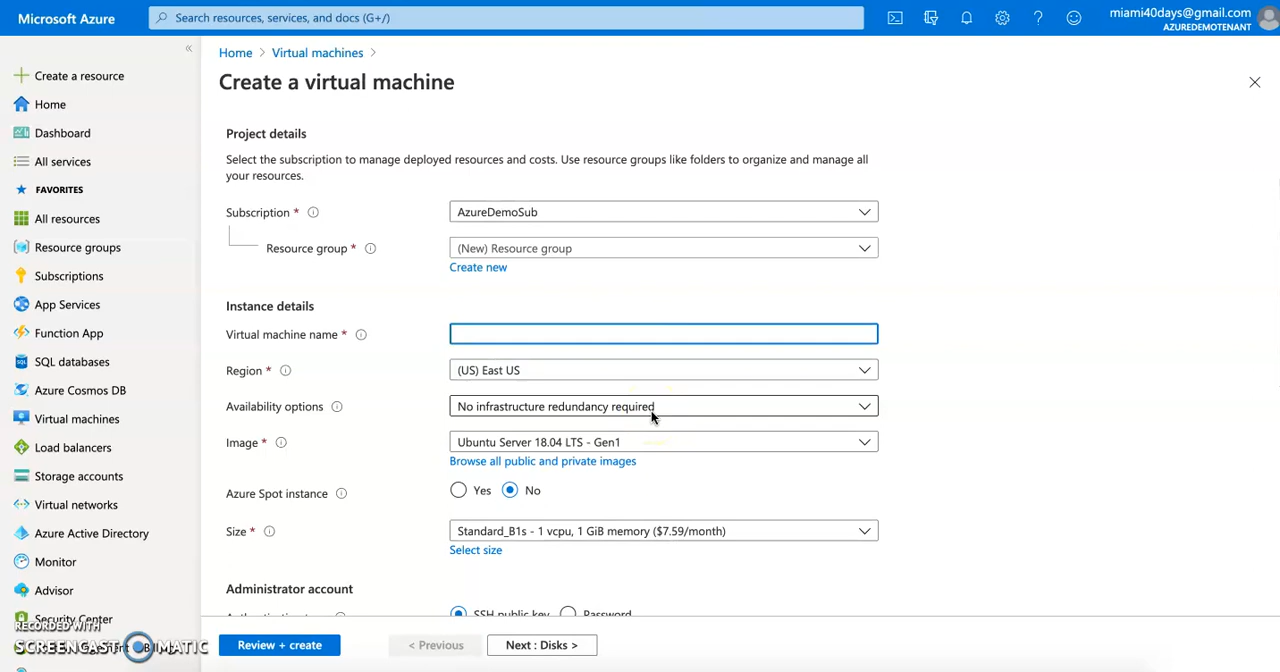 Microsoft Azure
Search resources, services, and docs (G+/)
miami40days@gmail.com
AZUREDEMOTENANT
«
Create a resource
Home
Dashboard
All services
FAVORITES
All resources
Resource groups
Subscriptions
App Services
Function App
SQL databases
Azure Cosmos DB
Virtual machines
Load balancers
Storage accounts
Virtual networks
Azure Active Directory
Monitor
Advisor
Security Center
RECORDED WITH
SCREENCAST MATIC
Home > Virtual machines >
Create a virtual machine
Project details
Select the subscription to manage deployed resources and costs. Use resource groups like folders to organize and manage all
your resources.
Subscription * AzureDemoSub
Resource group * (New) Resource group
Create new
Instance details
Virtual machine name *
Region * (US) East US
Availability options No infrastructure redundancy required
Image * Ubuntu Server 18.04 LTS - Gen1
Browse all public and private images
Azure Spot instance Yes No
Size * Standard_B1s - 1 vcpu, 1 GiB memory ($7.59/month)
Select size
Administrator account
SSH public key Password
Review + create < Previous Next : Disks >